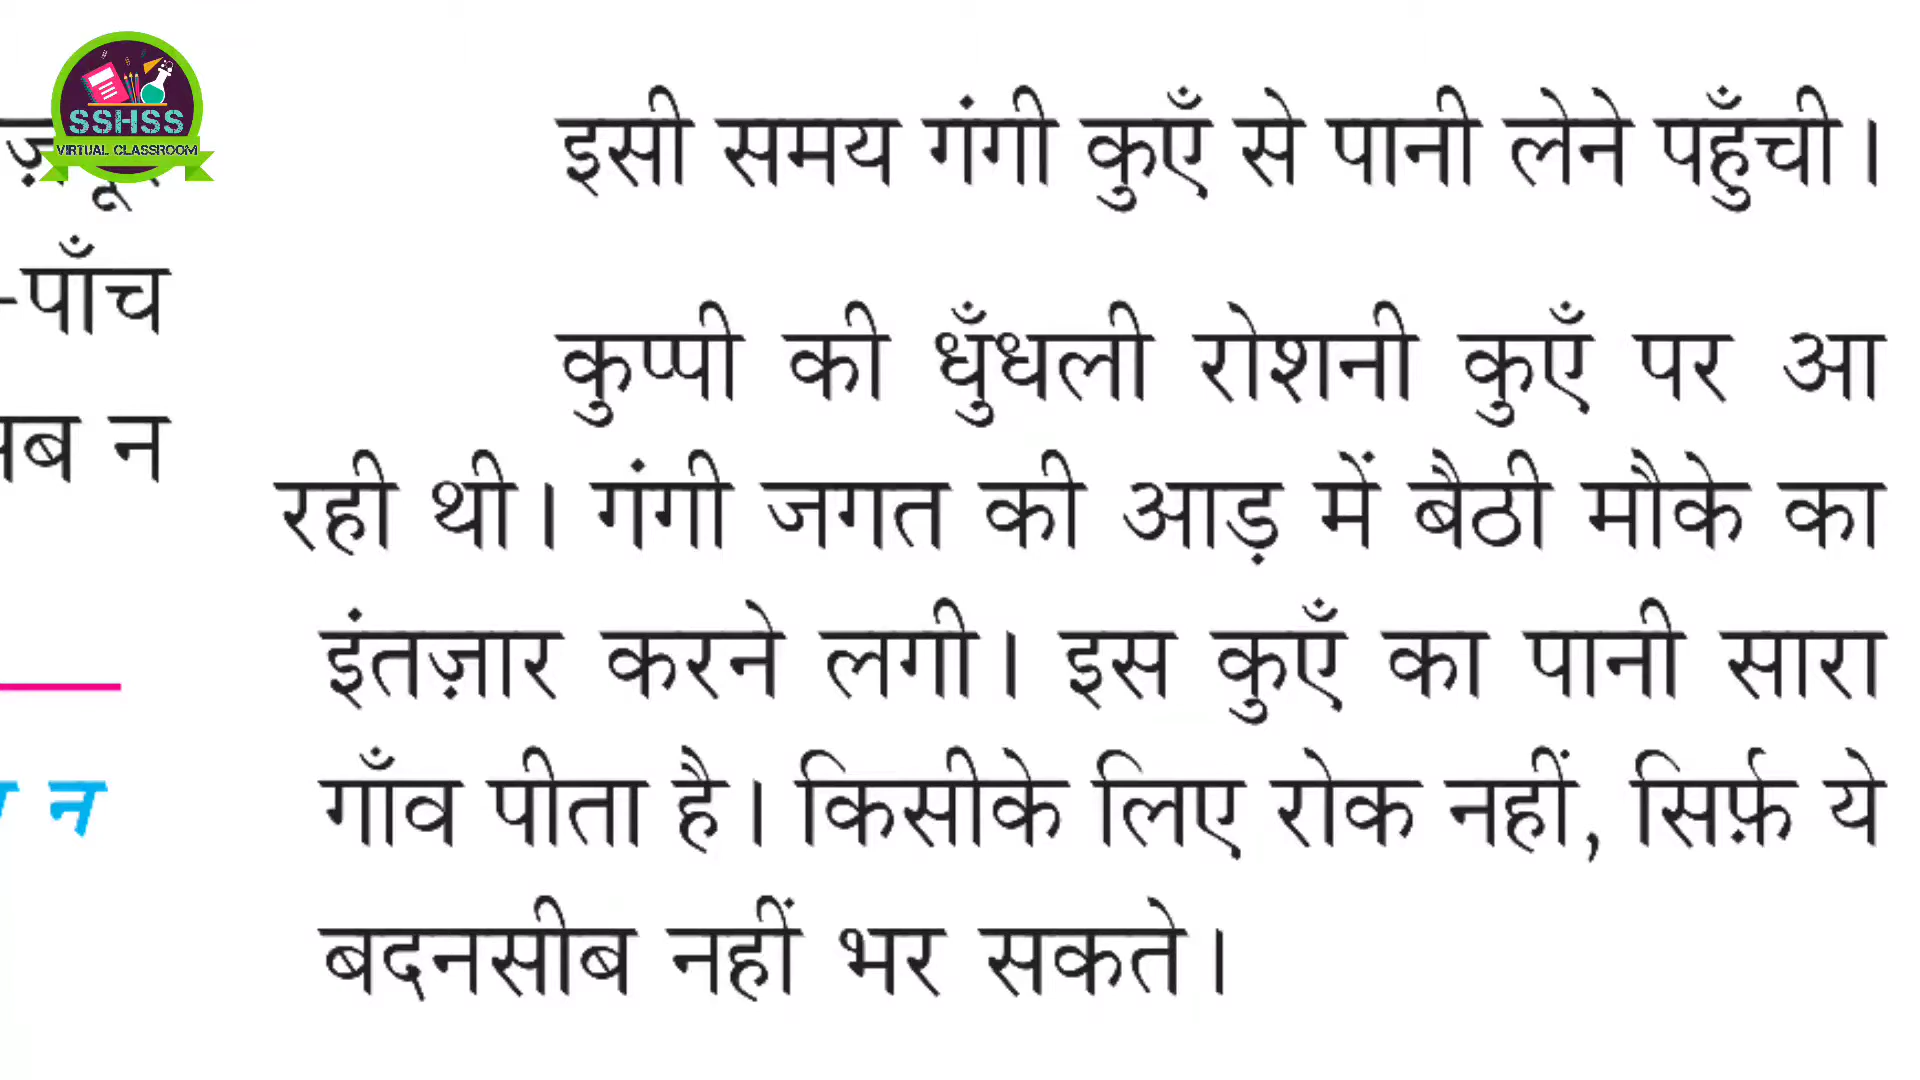 SSHSS
VIRTUAL CLASSROOM
-पाँच
न
न
इसी समय गंगी कुएँ से पानी लेने पहुँची।
कुप्पी की धुँधली रोशनी कुएँ पर आ
रही थी। गंगी जगत की आड़ में बैठी मौके का
इंतज़ार करने लगी। इस कुएँ का पानी सारा
गाँव पीता है। किसीके लिए रोक नहीं, सिर्फ़ ये
बदनसीब नहीं भर सकते।